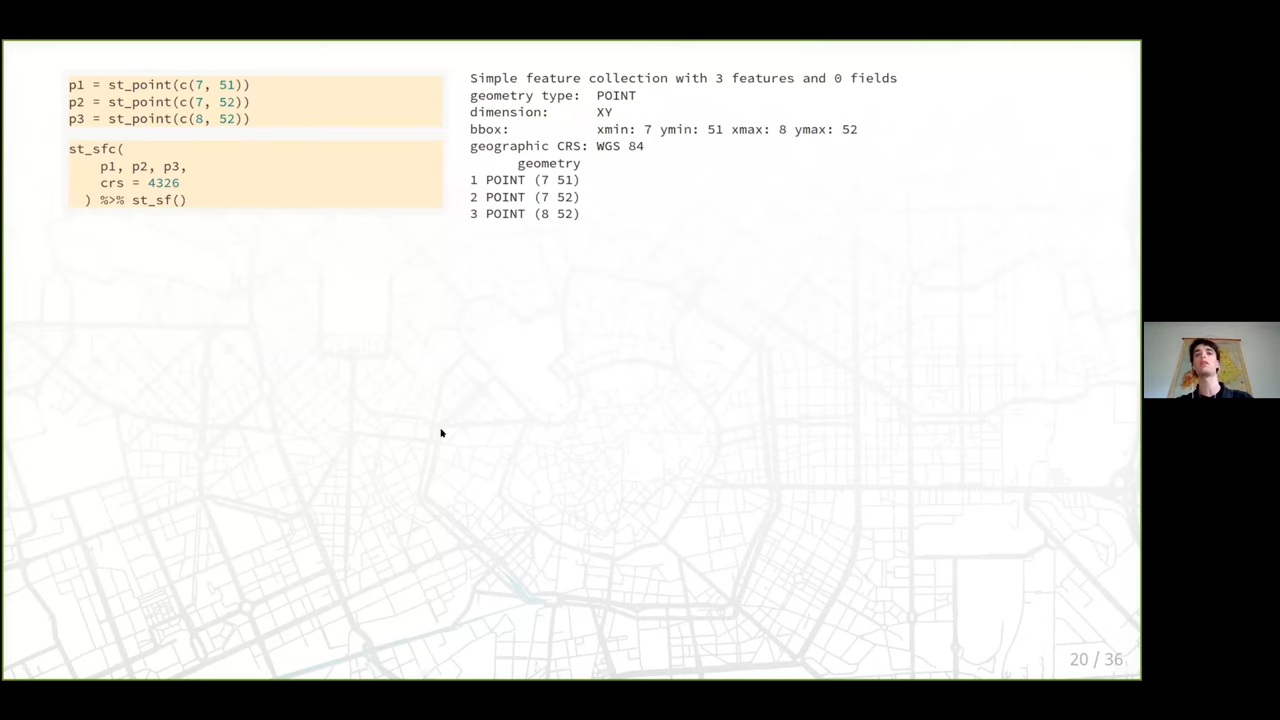 p1 = st_point(c(7, 51))
p2 = st_point(c(7, 52))
p3 = st_point(c(8, 52))
st_sfc(
p1, p2, p3,
crs = 4326
) %>% st_sf()
Simple feature collection with 3 features and 0 fields
geometry type: POINT
dimension: XY
bbox: xmin: 7 ymin: 51 xmax: 8 ymax: 52
geographic CRS: WGS 84
geometry
1 POINT (7 51)
2 POINT (7 52)
3 POINT (8 52)
20 / 36